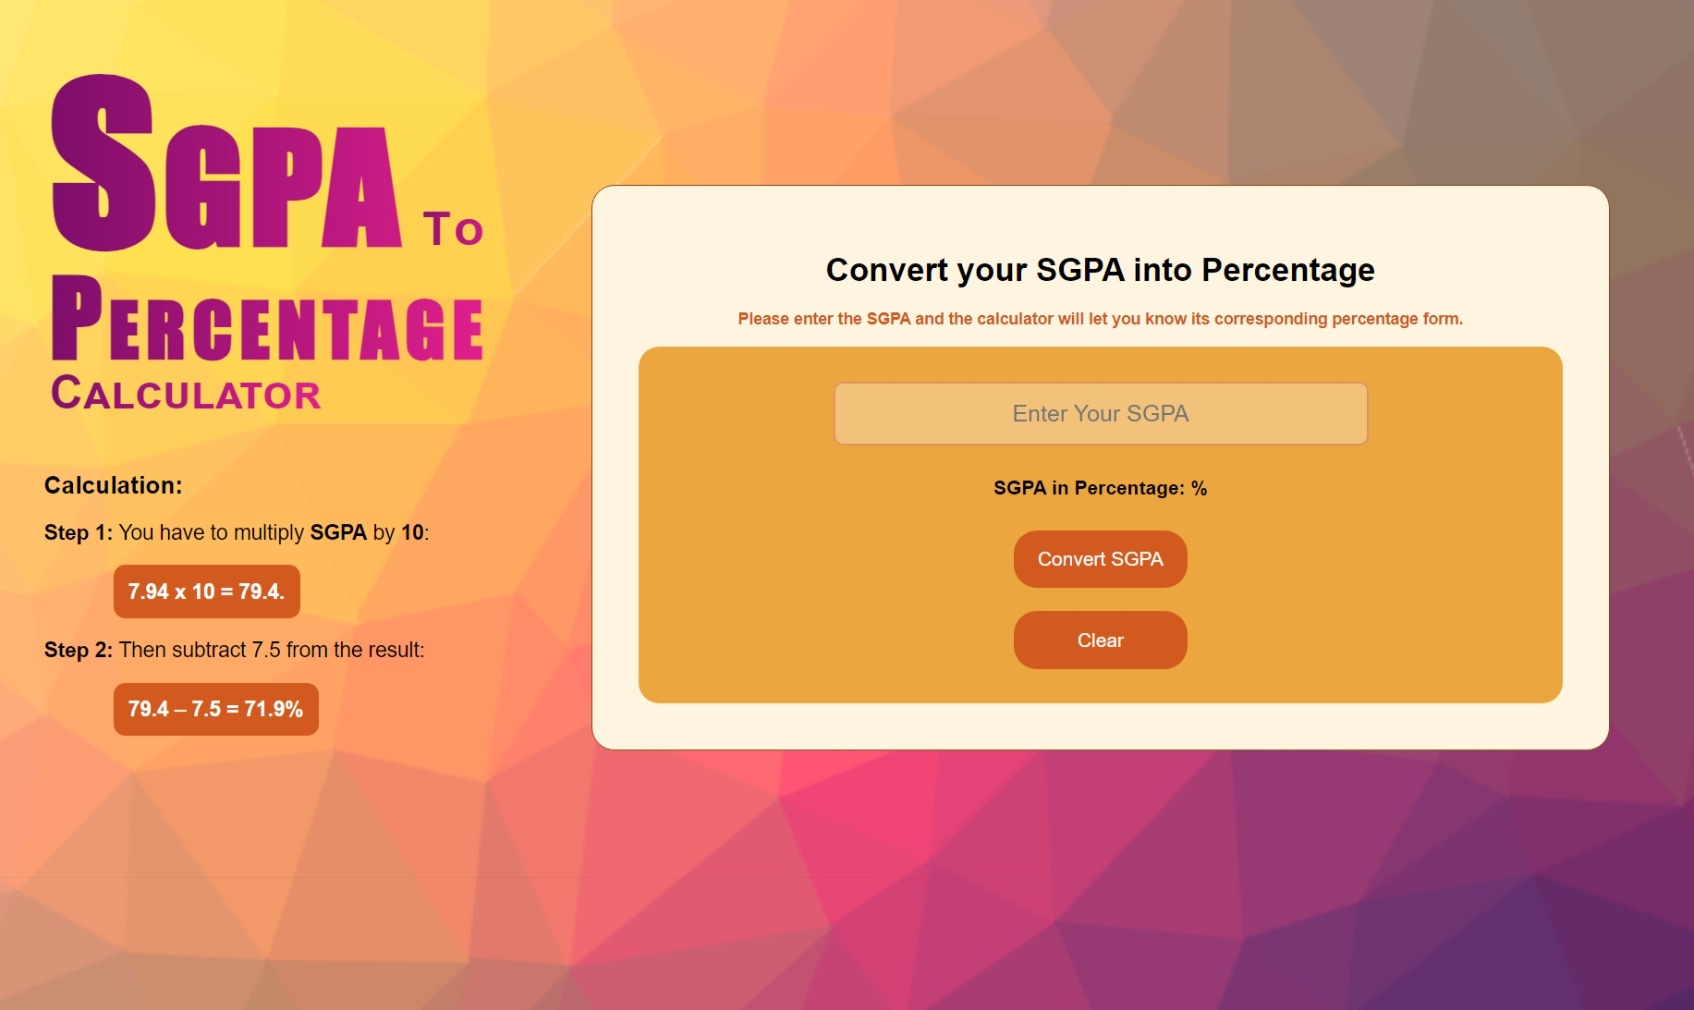 SGPA To
PERCENTAGE
CALCULATOR
Calculation:
Step 1: You have to multiply SGPA by 10:
7.94 x 10 = 79.4.
Step 2: Then subtract 7.5 from the result:
79.4 – 7.5 = 71.9%
Convert your SGPA into Percentage
Please enter the SGPA and the calculator will let you know its corresponding percentage form.
Enter Your SGPA
SGPA in Percentage: %
Convert SGPA
Clear